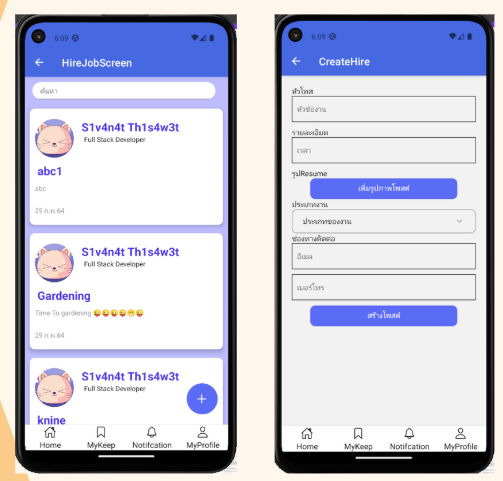 6:09
HireJobScreen
ค้นหา
S1v4n4t Th1s4w3t
Full Stack Developer
abc1
abc
29 ก.พ.64
S1v4n4t Th1s4w3t
Full Stack Developer
Gardening
Time To gardening 😜😜😜😜😁😜
29 ก.พ.64
S1v4n4t Th1s4w3t
Full Stack Developer
knine
+
Home MyKeep Notifcation MyProfile
6:09
CreateHire
หัวโพส
หัวข้องาน
รายละเอียด
เวลา
รูปResume
เพิ่มรูปภาพโพสต์
ประเภทงาน
ประเภทของงาน
ช่องทางติดต่อ
อีเมล
เบอร์โทร
สร้างโพสต์
Home MyKeep Notifcation MyProfile